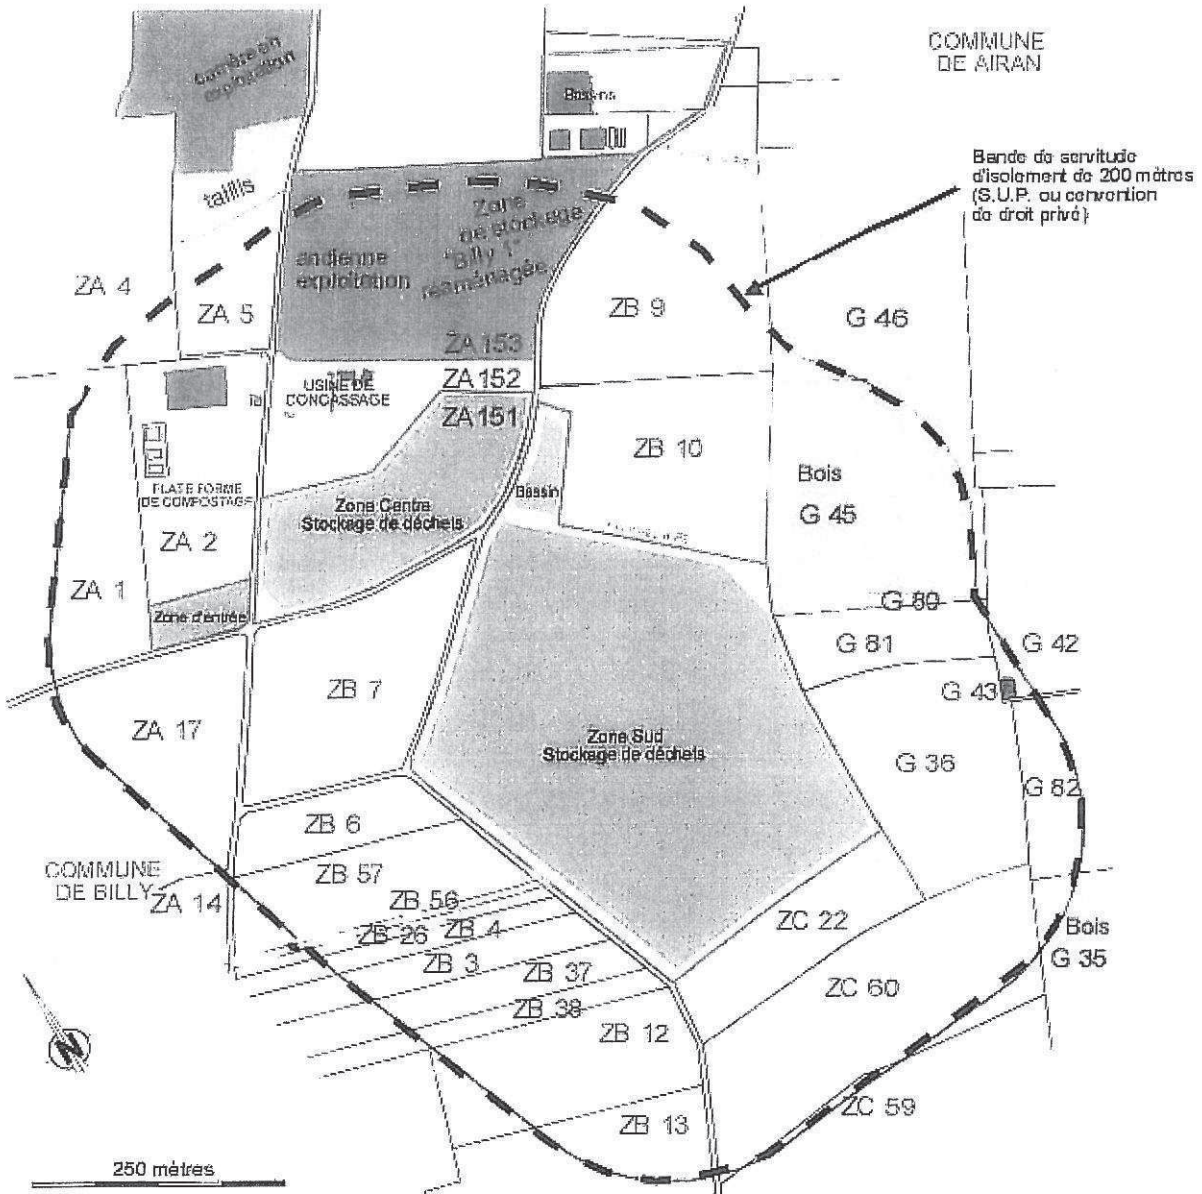 COMMUNE
DE AIRAN
carrière en
exploitation
Bassins
Bande de servitude
d'isolement de 200 mètres
(S.U.P. ou convention
de droit privé)
taillis
Zone
de stockage
"Billy 1"
réaménagée
ancienne
exploitation
ZA 4
ZA 5
ZB 9
G 46
ZA 153
USINE DE
CONCASSAGE
ZA 152
ZA 151
ZB 10
Bois
G 45
PLATE FORME
DE COMPOSTAGE
Zone Centre
Stockage de déchets
Bassin
ZA 2
ZA 1
Zone d'entrée
G 80
G 81
G 42
G 43
ZB 7
ZA 17
Zone Sud
Stockage de déchets
G 36
G 82
ZB 6
COMMUNE
DE BILLY
ZA 14
ZB 57
ZB 56
ZB 26
ZB 4
ZB 3
ZB 37
ZB 38
ZB 12
ZC 22
Bois
G 35
ZC 60
N
ZB 13
ZC 59
250 mètres